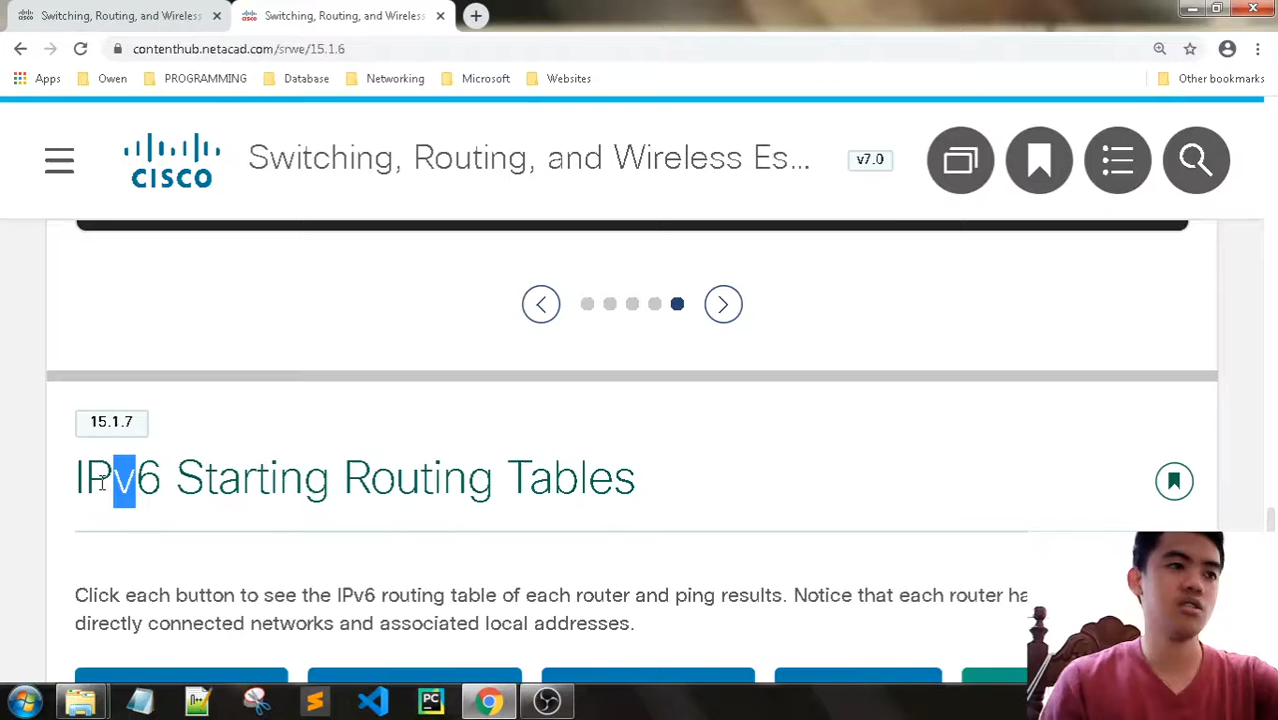 Switching, Routing, and Wireless
Switching, Routing, and Wireless
contenthub.netacad.com/srwe/15.1.6
Apps
Owen
PROGRAMMING
Database
Networking
Microsoft
Websites
Other bookmarks
CISCO
Switching, Routing, and Wireless Es...
v7.0
15.1.7
IPv6 Starting Routing Tables
Click each button to see the IPv6 routing table of each router and ping results. Notice that each router ha
directly connected networks and associated local addresses.
PC